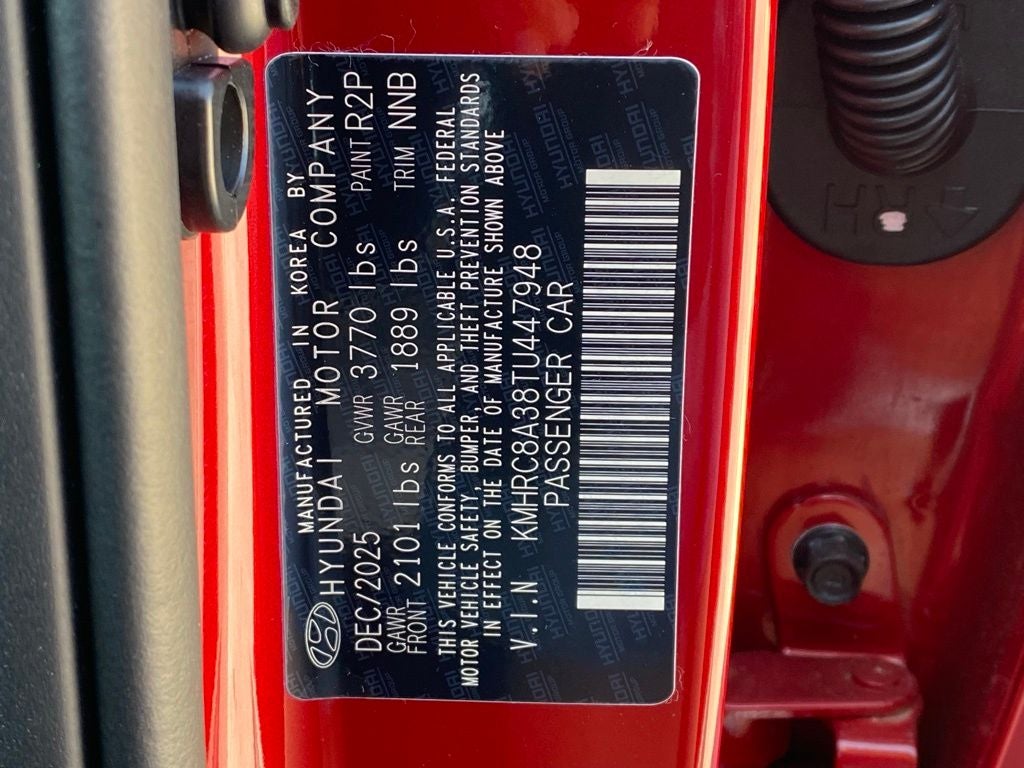 MANUFACTURED IN KOREA BY
HYUNDAI MOTOR COMPANY
DEC/2025 GVWR 3770 lbs PAINT R2P
GAWR FRONT 2101 lbs GAWR REAR 1889 lbs TRIM NNB
THIS VEHICLE CONFORMS TO ALL APPLICABLE U.S.A. FEDERAL
MOTOR VEHICLE SAFETY, BUMPER, AND THEFT PREVENTION STANDARDS
IN EFFECT ON THE DATE OF MANUFACTURE SHOWN ABOVE
V.I.N KMHRC8A38TU447948
PASSENGER CAR
RH